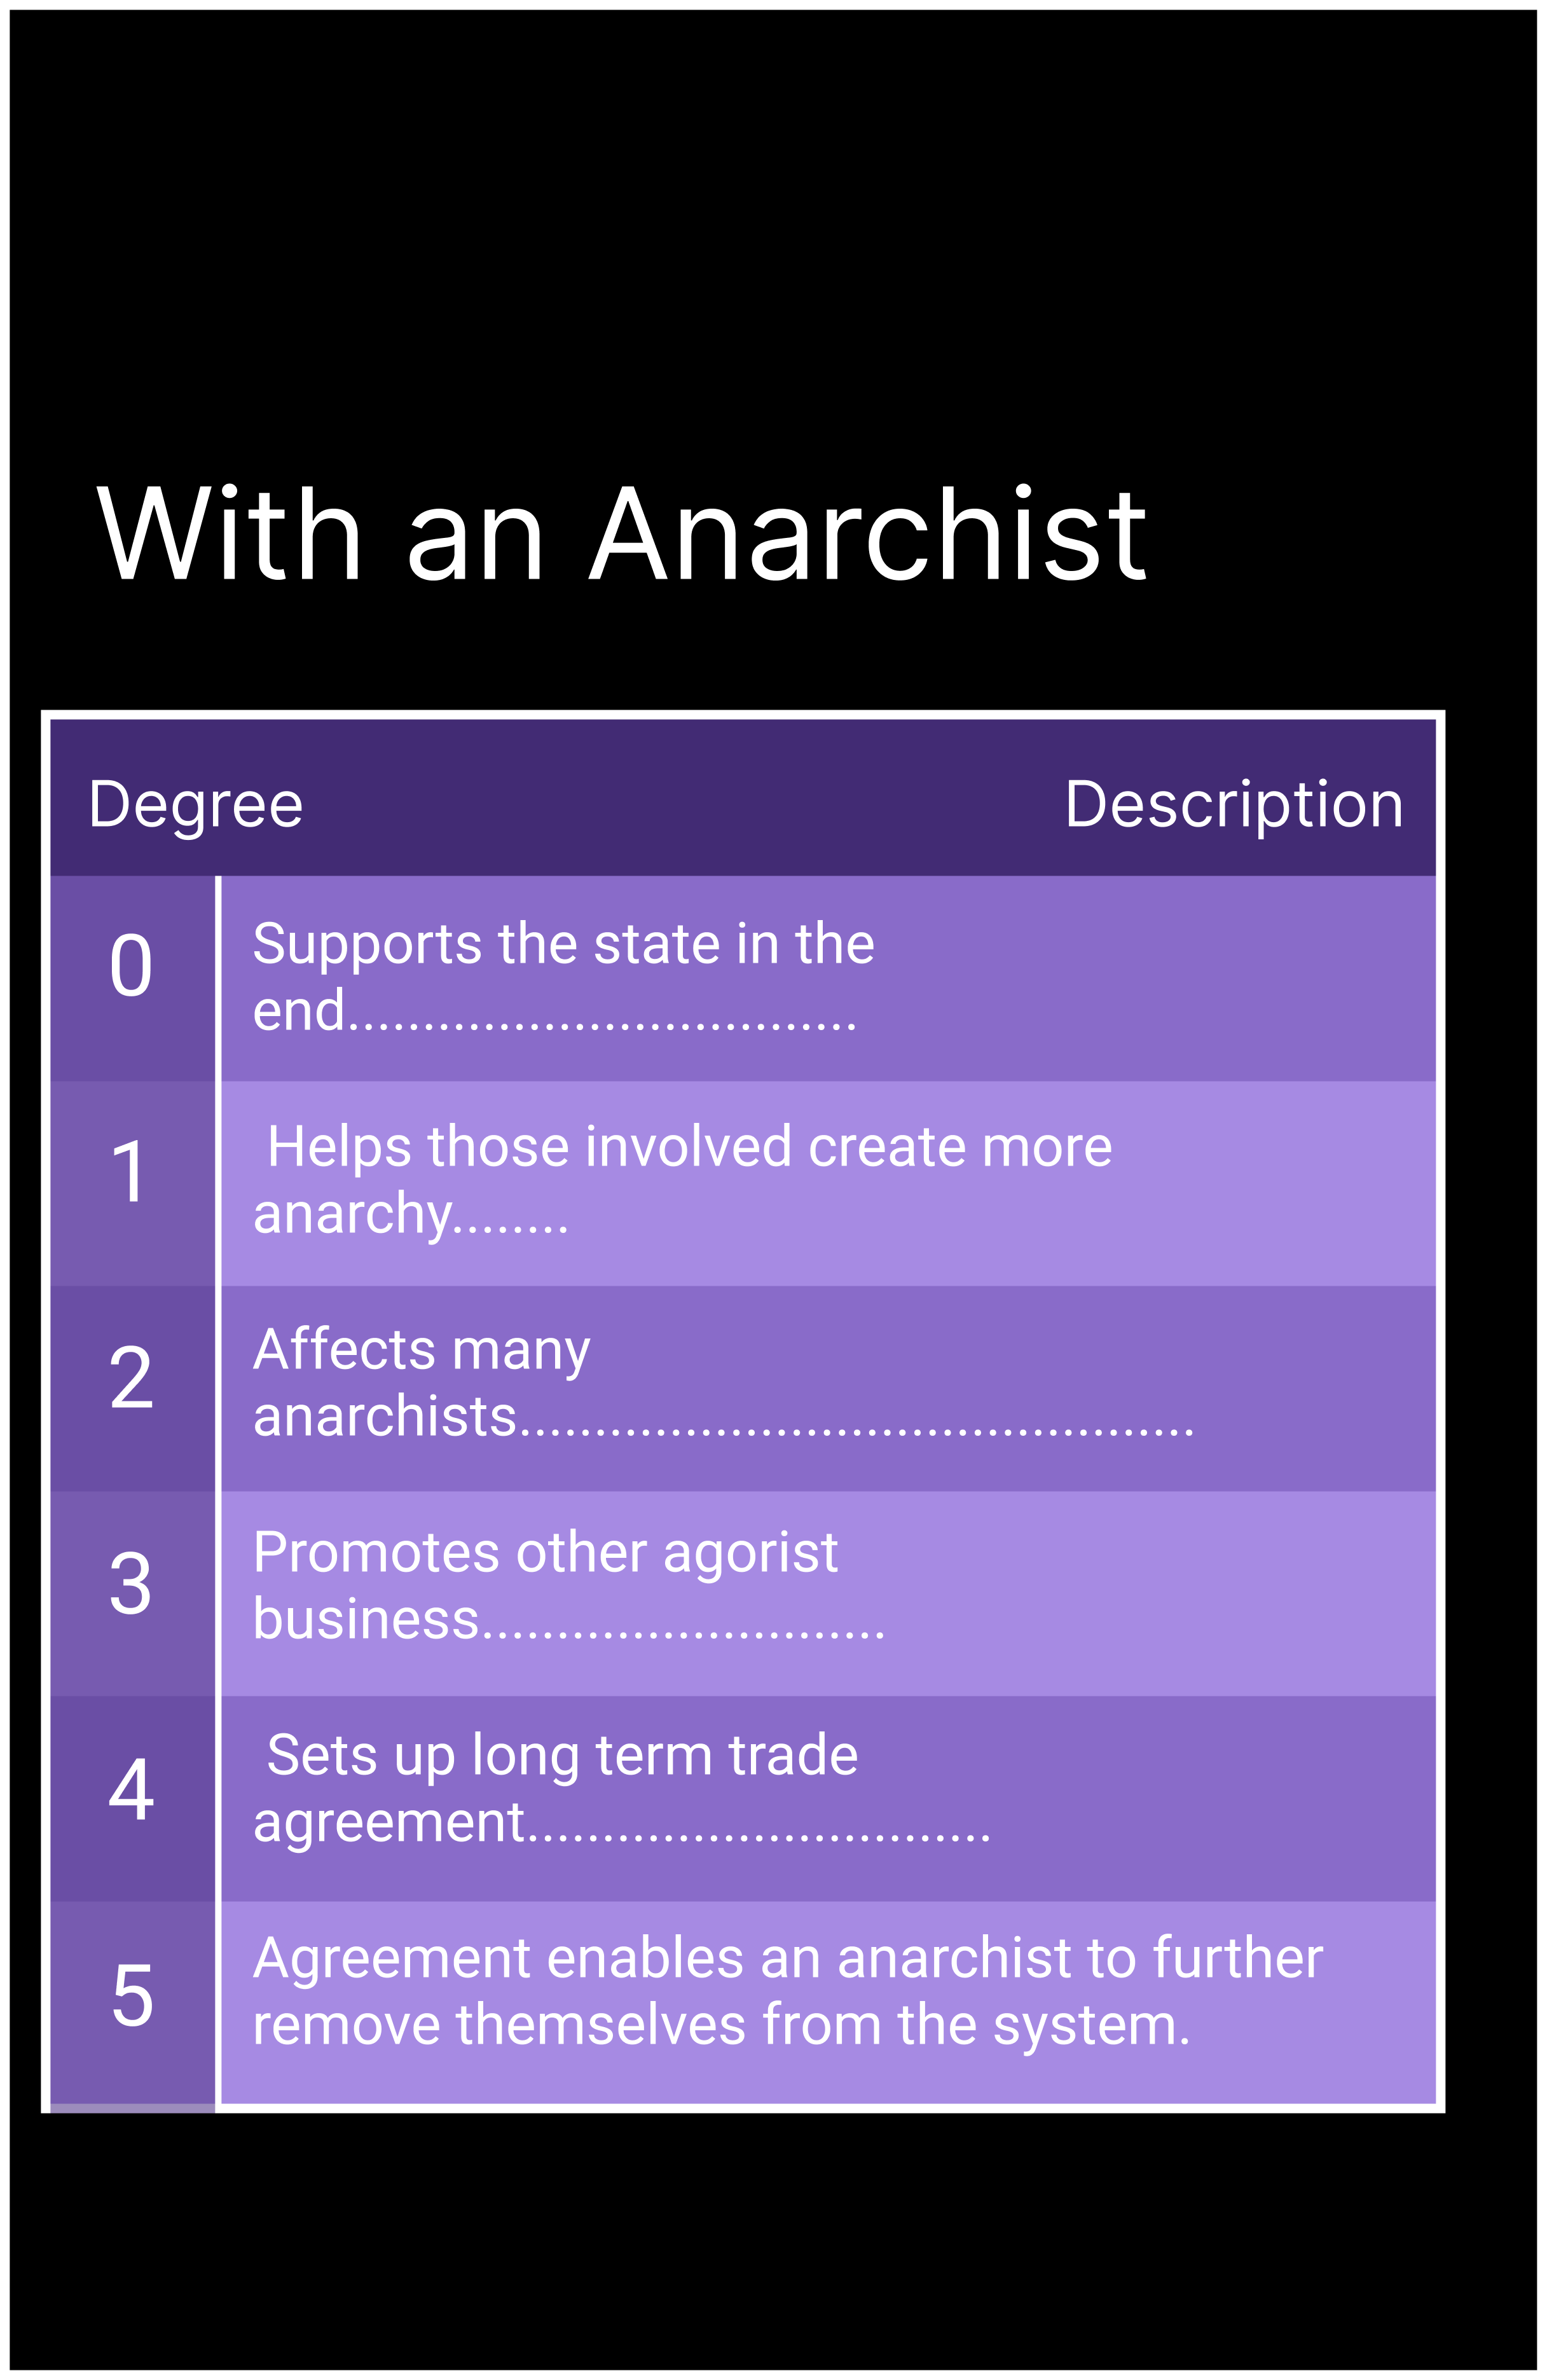 With an Anarchist
Degree Description
0 Supports the state in the
end..................................
1 Helps those involved create more
anarchy........
2 Affects many
anarchists.............................................
3 Promotes other agorist
business...........................
4 Sets up long term trade
agreement...............................
5 Agreement enables an anarchist to further
remove themselves from the system.